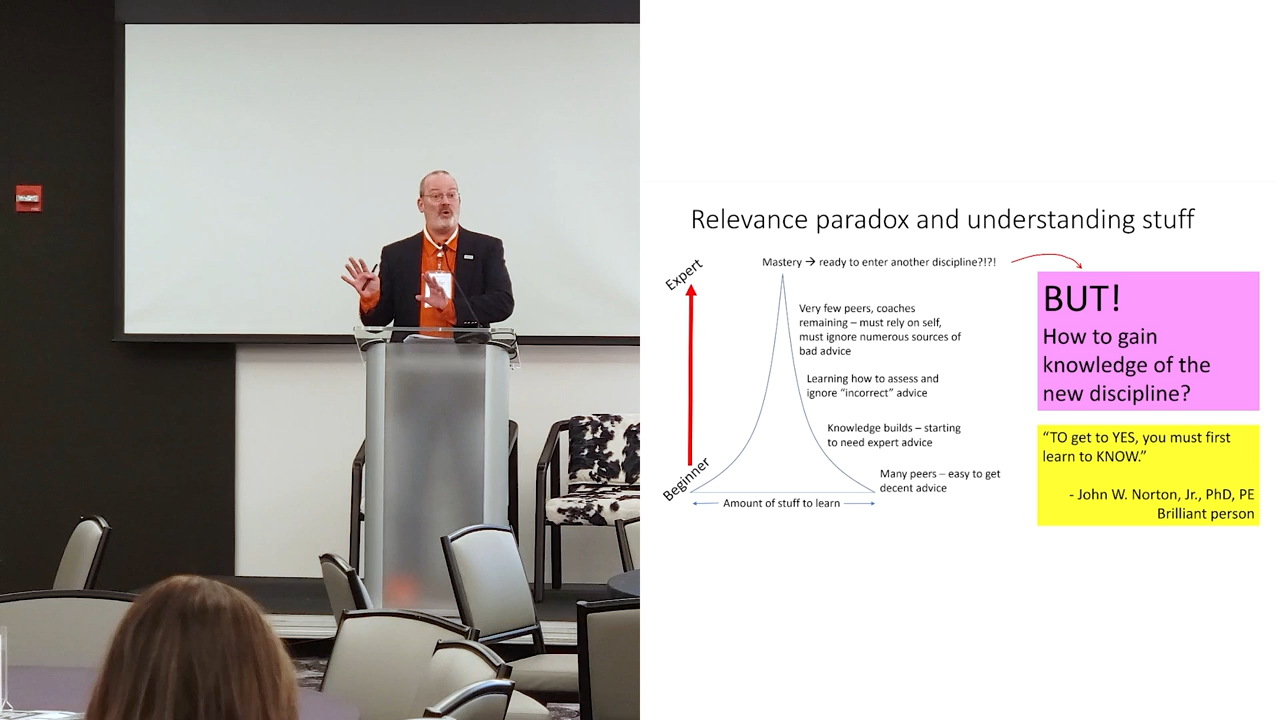 Relevance paradox and understanding stuff
Expert
Mastery → ready to enter another discipline?!?!
Very few peers, coaches
remaining – must rely on self,
must ignore numerous sources of
bad advice
Learning how to assess and
ignore “incorrect” advice
Knowledge builds – starting
to need expert advice
Many peers – easy to get
decent advice
Beginner
Amount of stuff to learn
BUT!
How to gain
knowledge of the
new discipline?
“TO get to YES, you must first
learn to KNOW.”
- John W. Norton, Jr., PhD, PE
Brilliant person